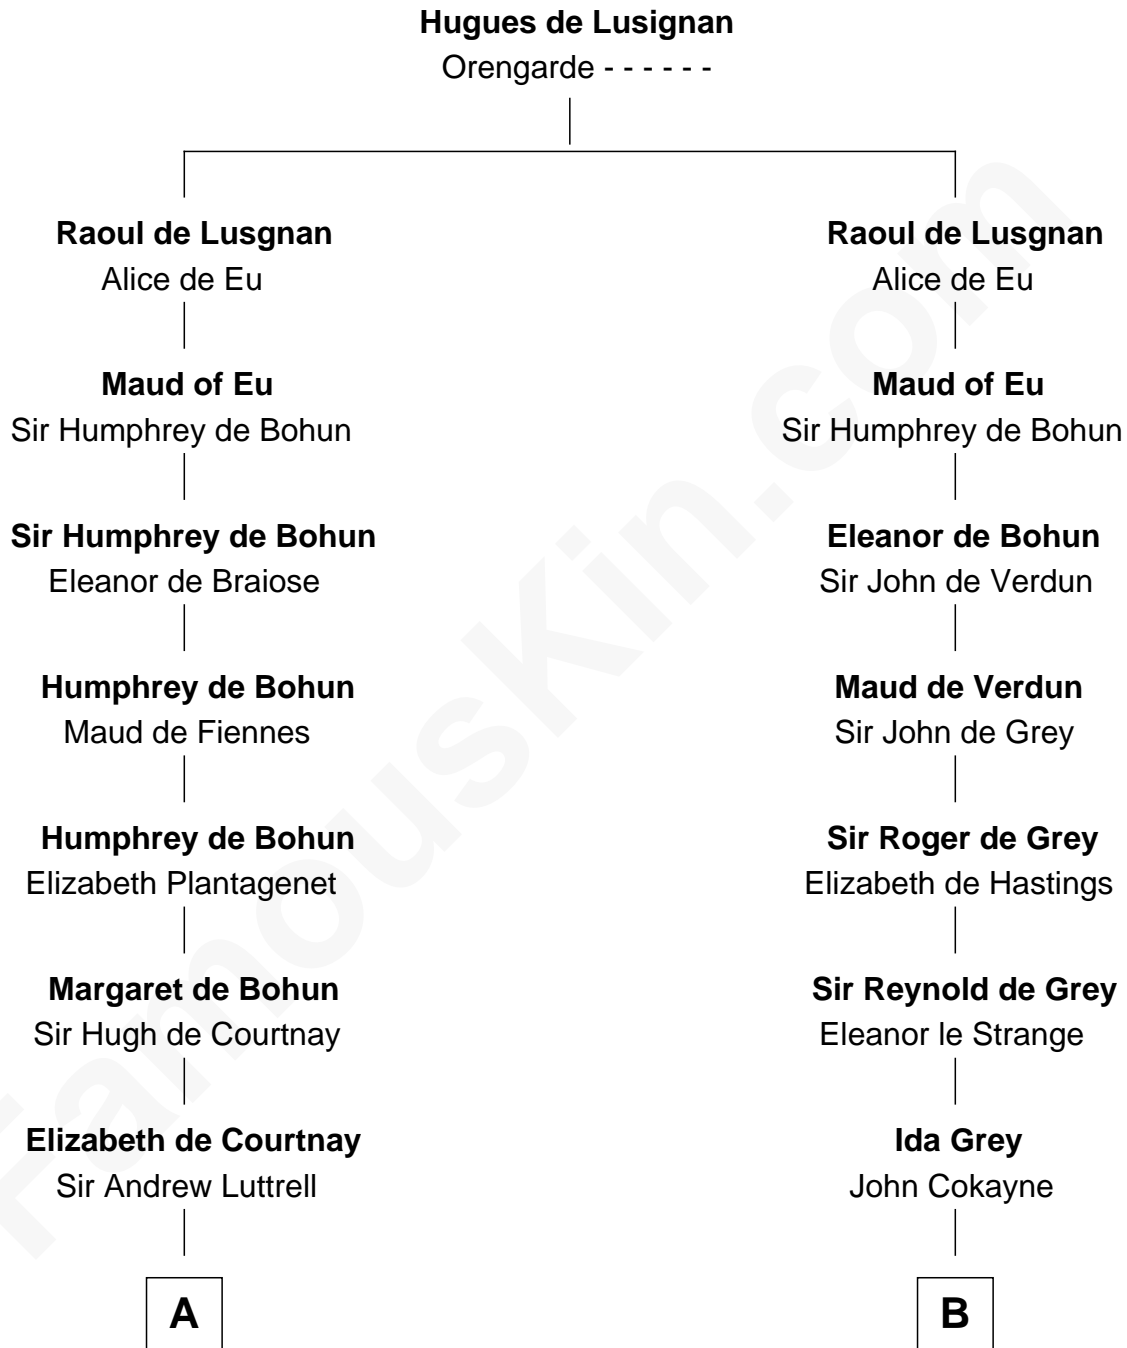 Hugues de Lusignan
Orengarde - - - - - -
Raoul de Lusgnan
Alice de Eu
Maud of Eu
Sir Humphrey de Bohun
Sir Humphrey de Bohun
Eleanor de Braiose
Humphrey de Bohun
Maud de Fiennes
Humphrey de Bohun
Elizabeth Plantagenet
Margaret de Bohun
Sir Hugh de Courtnay
Elizabeth de Courtnay
Sir Andrew Luttrell
A
Raoul de Lusgnan
Alice de Eu
Maud of Eu
Sir Humphrey de Bohun
Eleanor de Bohun
Sir John de Verdun
Maud de Verdun
Sir John de Grey
Sir Roger de Grey
Elizabeth de Hastings
Sir Reynold de Grey
Eleanor le Strange
Ida Grey
John Cokayne
B
FamousKin.com